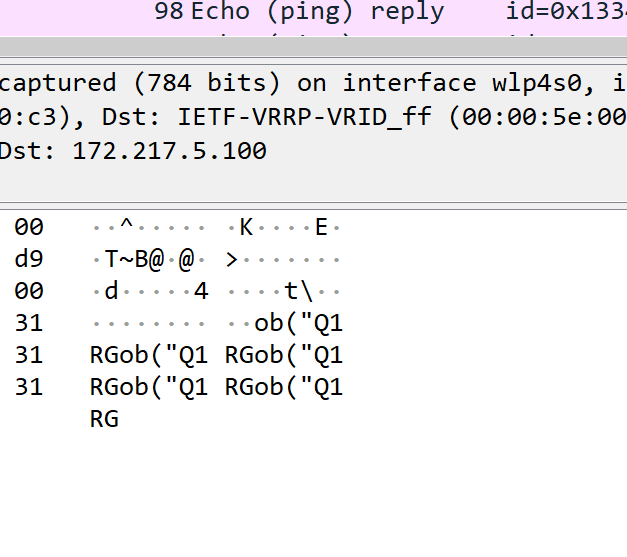 98 Echo (ping) reply id=0x1334
captured (784 bits) on interface wlp4s0, i
0:c3), Dst: IETF-VRRP-VRID_ff (00:00:5e:00
Dst: 172.217.5.100
00 ··^····· ·K····E·
d9 ·T~B@·@· >·······
00 ·d·····4 ····t\··
31 ········ ··ob("Q1
31 RGob("Q1 RGob("Q1
31 RGob("Q1 RGob("Q1
RG